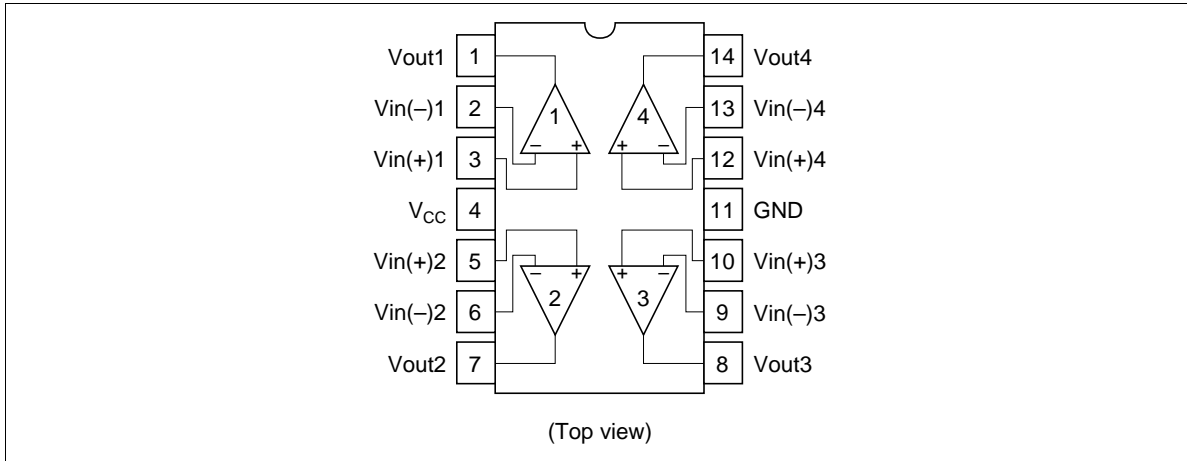 Vout1 1 14 Vout4
Vin(–)1 2 1 4 13 Vin(–)4
– + + –
Vin(+)1 3 12 Vin(+)4
VCC 4 11 GND
Vin(+)2 5 10 Vin(+)3
– + + –
Vin(–)2 6 2 3 9 Vin(–)3
Vout2 7 8 Vout3
(Top view)